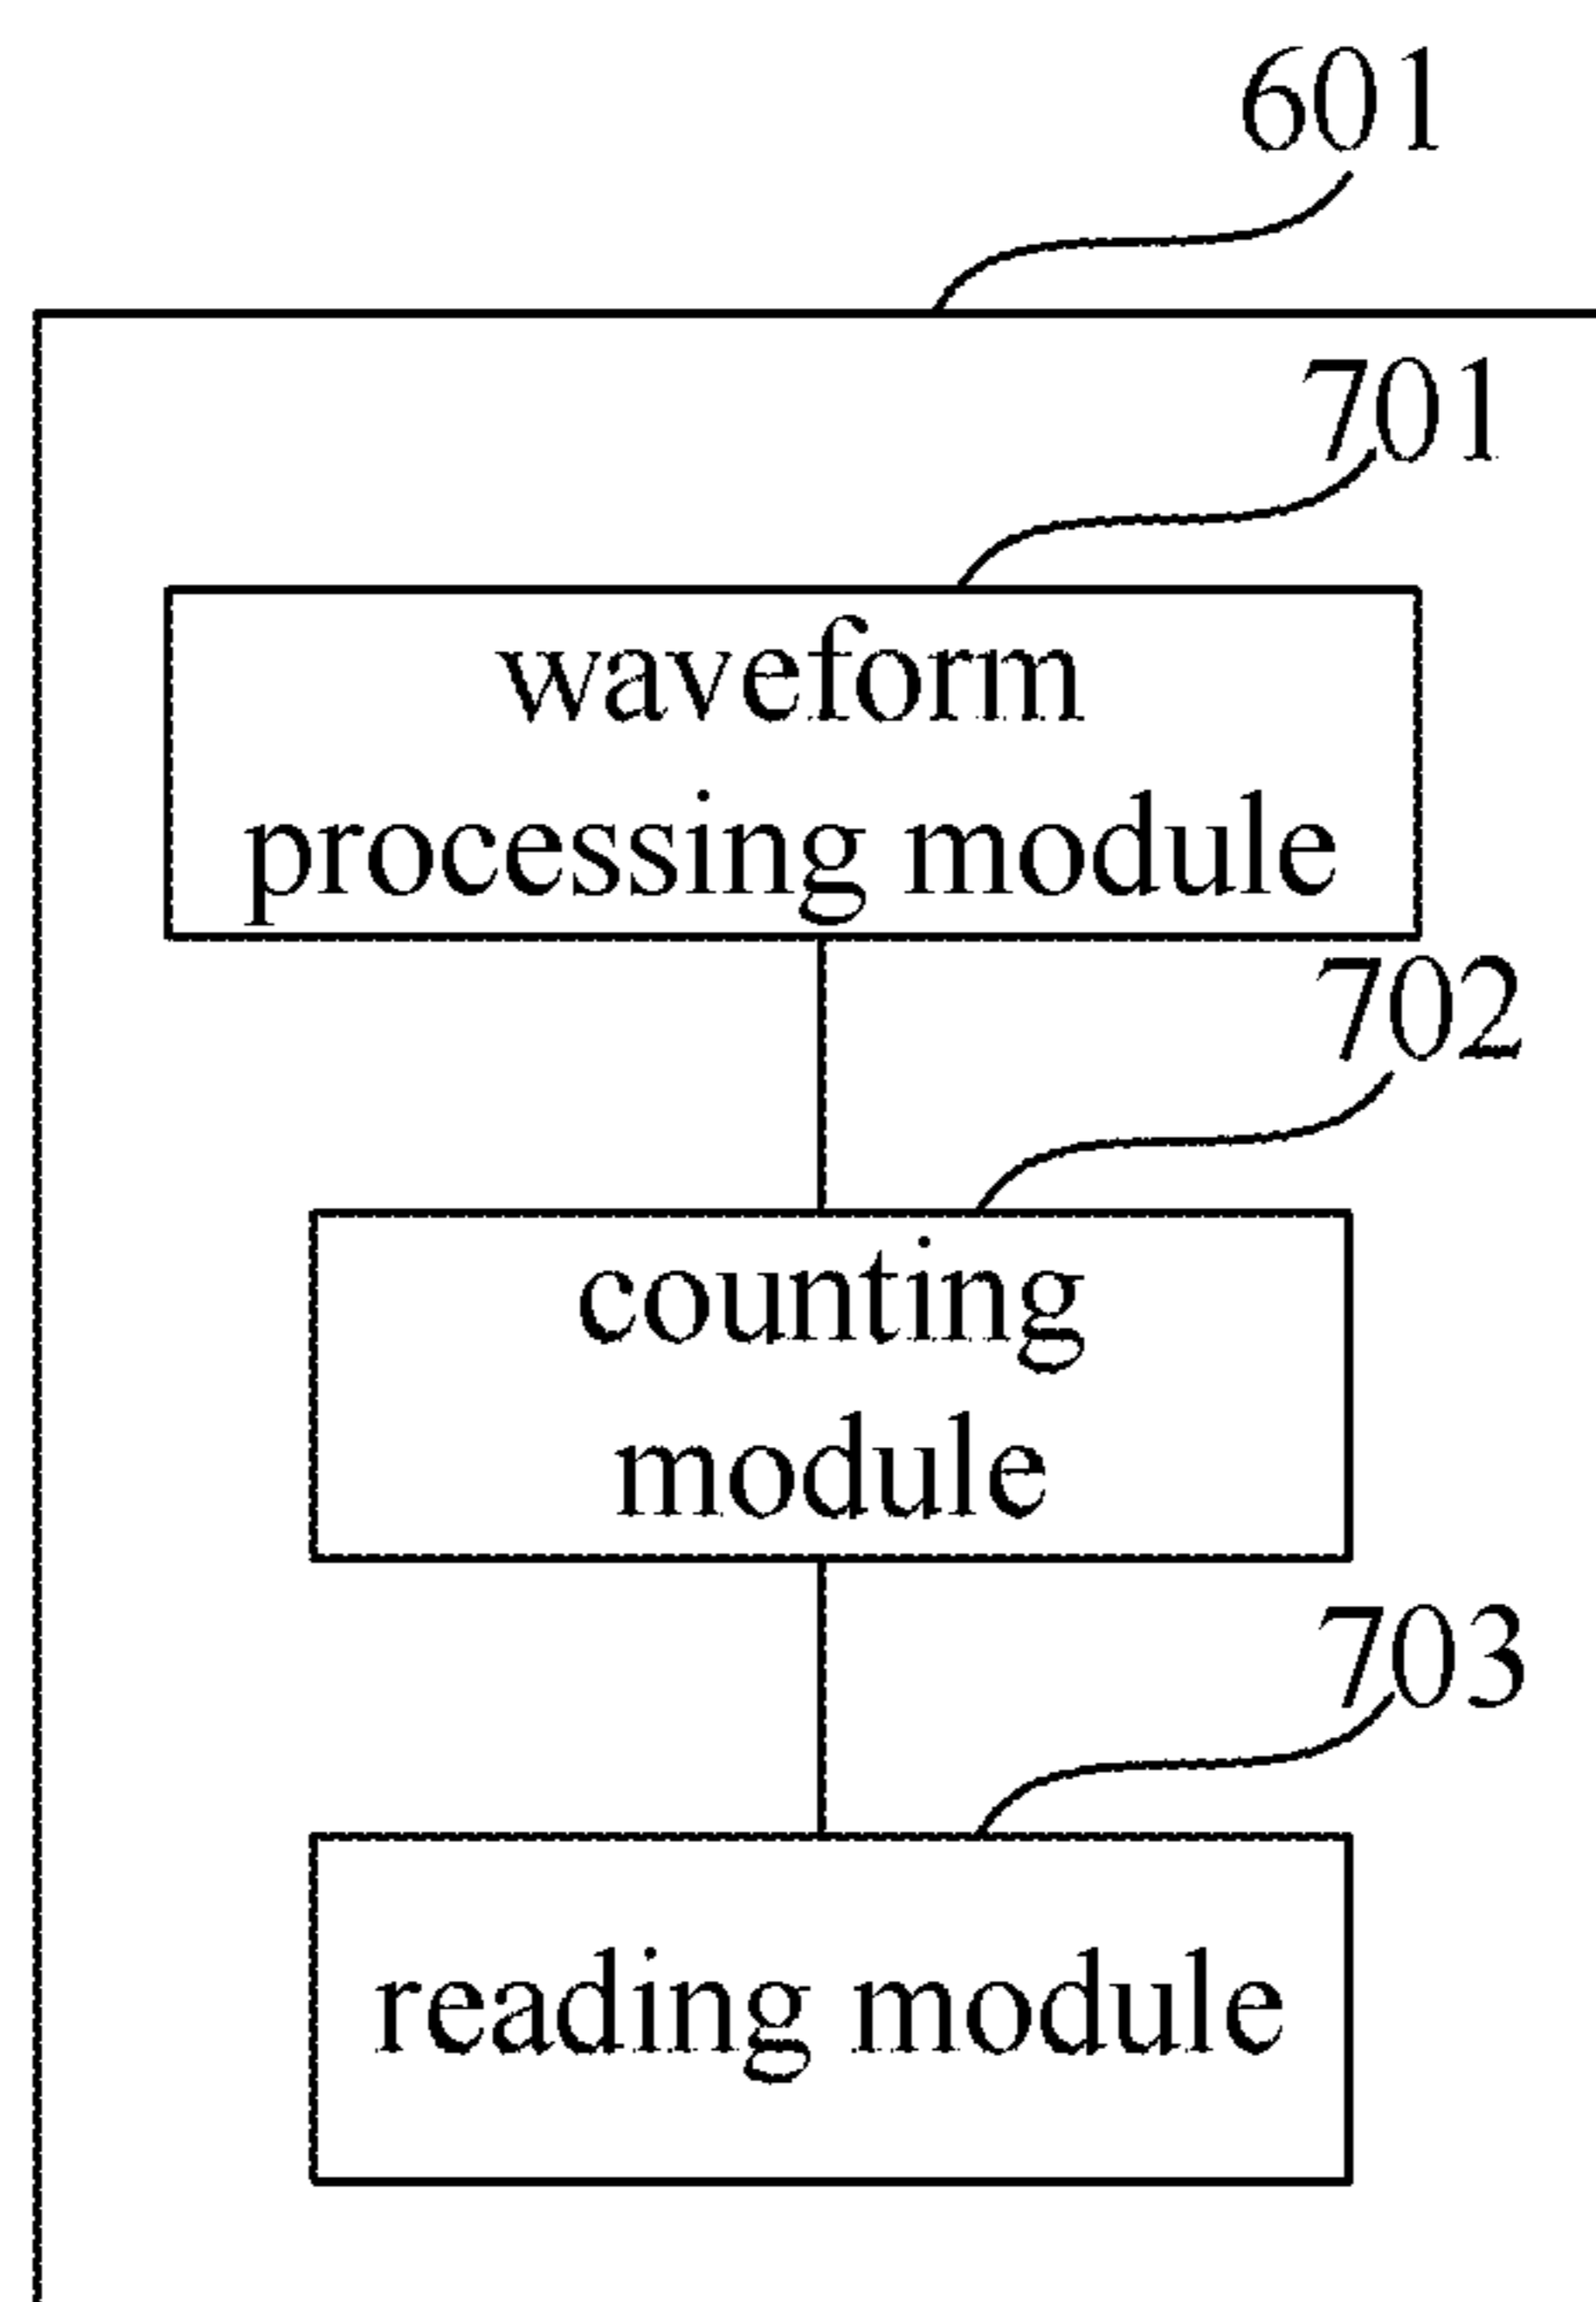 601
701
waveform
processing module
702
counting
module
703
reading module